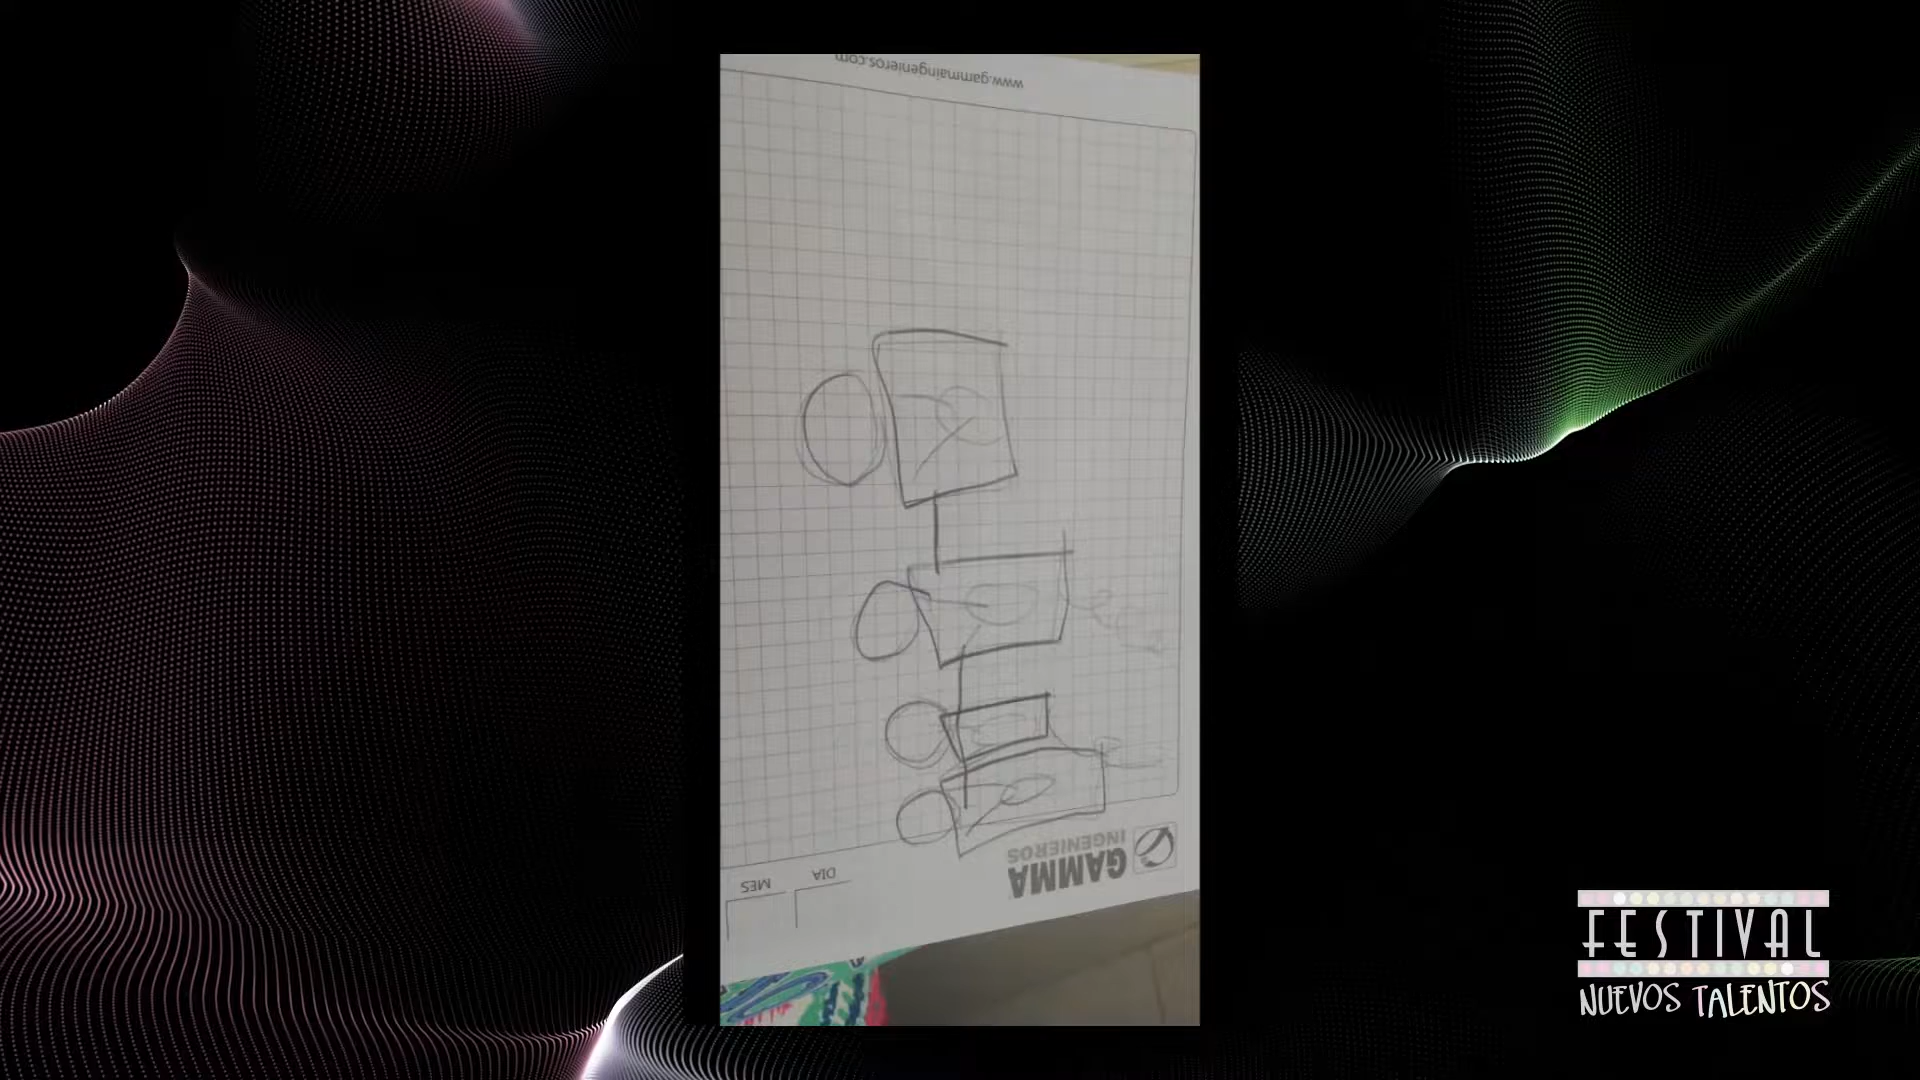 www.gammaingenieros.com
GAMMA
INGENIEROS
DIA
MES
FESTIVAL
NUEVOS TALENTOS